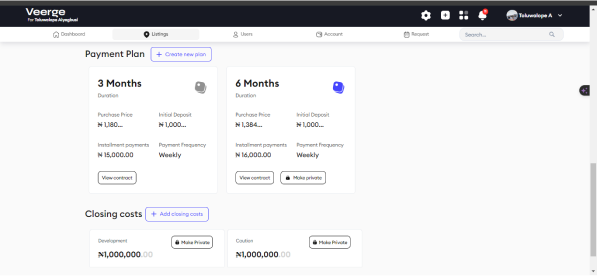 Veerge
For Toluwalope Aiyegbusi
Toluwalope A
Dashboard
Listings
Users
Account
Request
Search...
Payment Plan
+ Create new plan
3 Months
Duration
Purchase Price
Initial Deposit
₦ 1,180...
₦ 1,000...
Installment payments
Payment Frequency
₦ 15,000.00
Weekly
View contract
6 Months
Duration
Purchase Price
Initial Deposit
₦ 1,384...
₦ 1,000...
Installment payments
Payment Frequency
₦ 16,000.00
Weekly
View contract
Make private
Closing costs
+ Add closing costs
Development
Make Private
₦1,000,000.00
Caution
Make Private
₦1,000,000.00